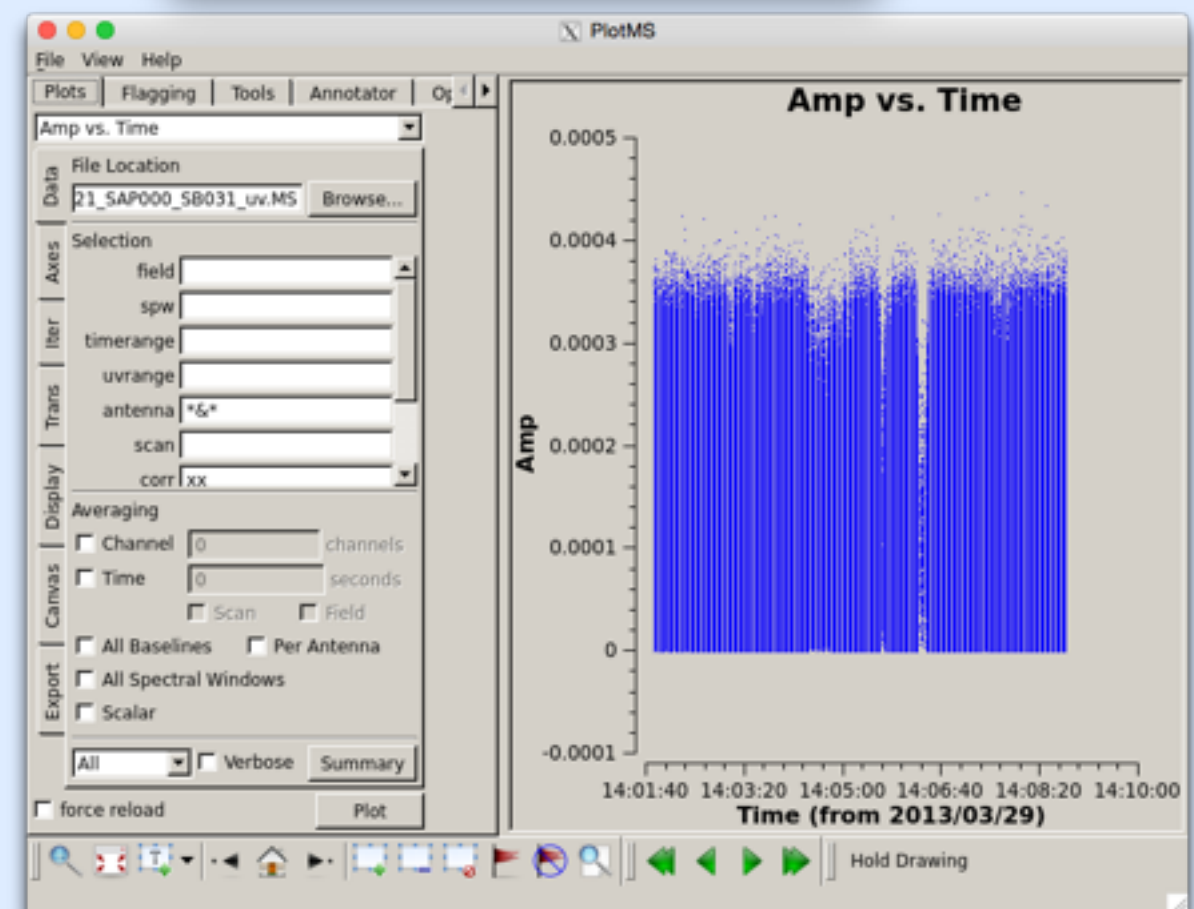 PlotMS
File View Help
Plots Flagging Tools Annotator
Amp vs. Time
Data
Axes
Iter
Trans
Display
Canvas
Export
File Location
21_SAP000_SB031_uv.MS Browse...
Selection
field
spw
timerange
uvrange
antenna *&*
scan
corr xx
Averaging
Channel 0 channels
Time 0 seconds
Scan Field
All Baselines Per Antenna
All Spectral Windows
Scalar
All Verbose Summary
force reload Plot
Amp vs. Time
0.0005
0.0004
0.0003
0.0002
0.0001
0
-0.0001
Amp
14:01:40 14:03:20 14:05:00 14:06:40 14:08:20 14:10:00
Time (from 2013/03/29)
Hold Drawing